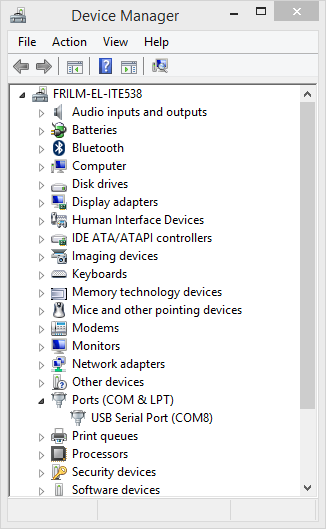 Device Manager
File Action View Help
FRILM-EL-ITE538
Audio inputs and outputs
Batteries
Bluetooth
Computer
Disk drives
Display adapters
Human Interface Devices
IDE ATA/ATAPI controllers
Imaging devices
Keyboards
Memory technology devices
Mice and other pointing devices
Modems
Monitors
Network adapters
Other devices
Ports (COM & LPT)
USB Serial Port (COM8)
Print queues
Processors
Security devices
Software devices